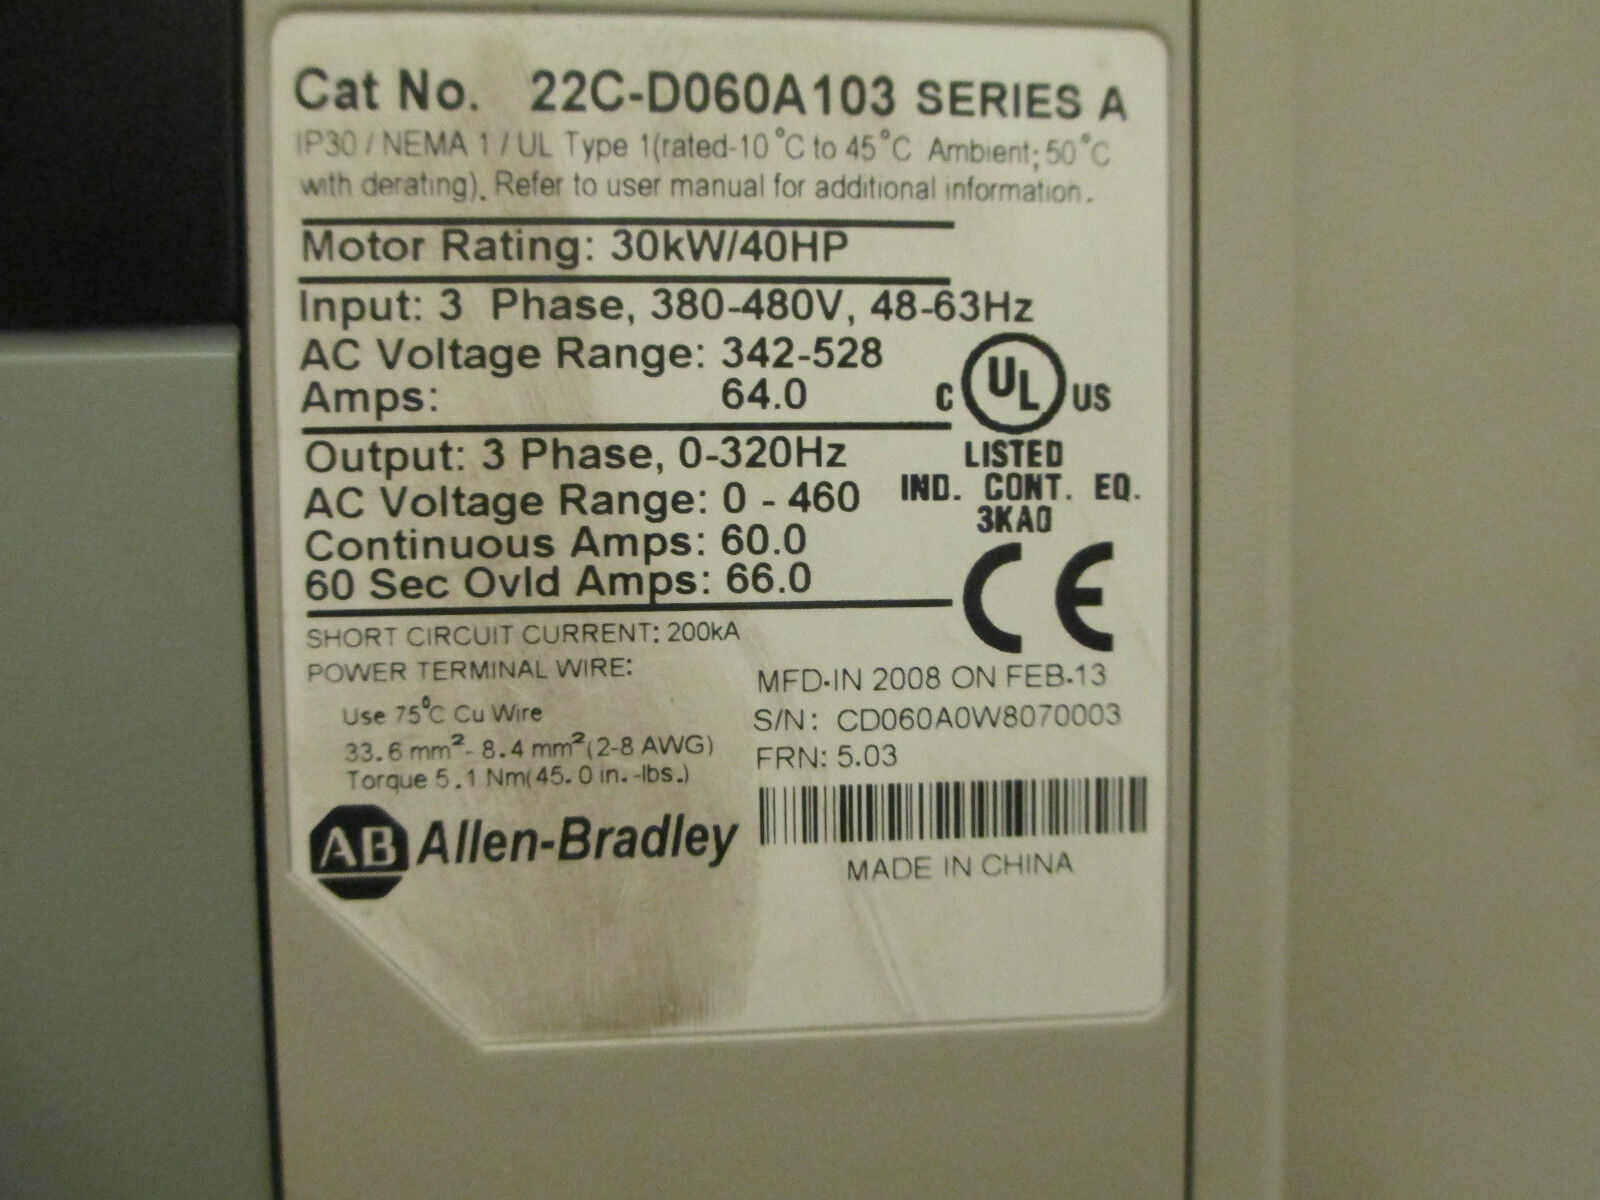 Cat No. 22C-D060A103 SERIES A
IP30 / NEMA 1 / UL Type 1(rated-10°C to 45°C Ambient; 50°C
with derating). Refer to user manual for additional information.
Motor Rating: 30kW/40HP
Input: 3 Phase, 380-480V, 48-63Hz
AC Voltage Range: 342-528
Amps: 64.0
C UL US
LISTED
IND. CONT. EQ.
3KA0
Output: 3 Phase, 0-320Hz
AC Voltage Range: 0 - 460
Continuous Amps: 60.0
60 Sec Ovld Amps: 66.0
CE
SHORT CIRCUIT CURRENT: 200kA
POWER TERMINAL WIRE:
Use 75°C Cu Wire
33.6 mm²- 8.4 mm²(2-8 AWG)
Torque 5.1 Nm(45.0 in.-lbs.)
MFD.IN 2008 ON FEB.13
S/N: CD060A0W8070003
FRN: 5.03
AB Allen-Bradley
MADE IN CHINA